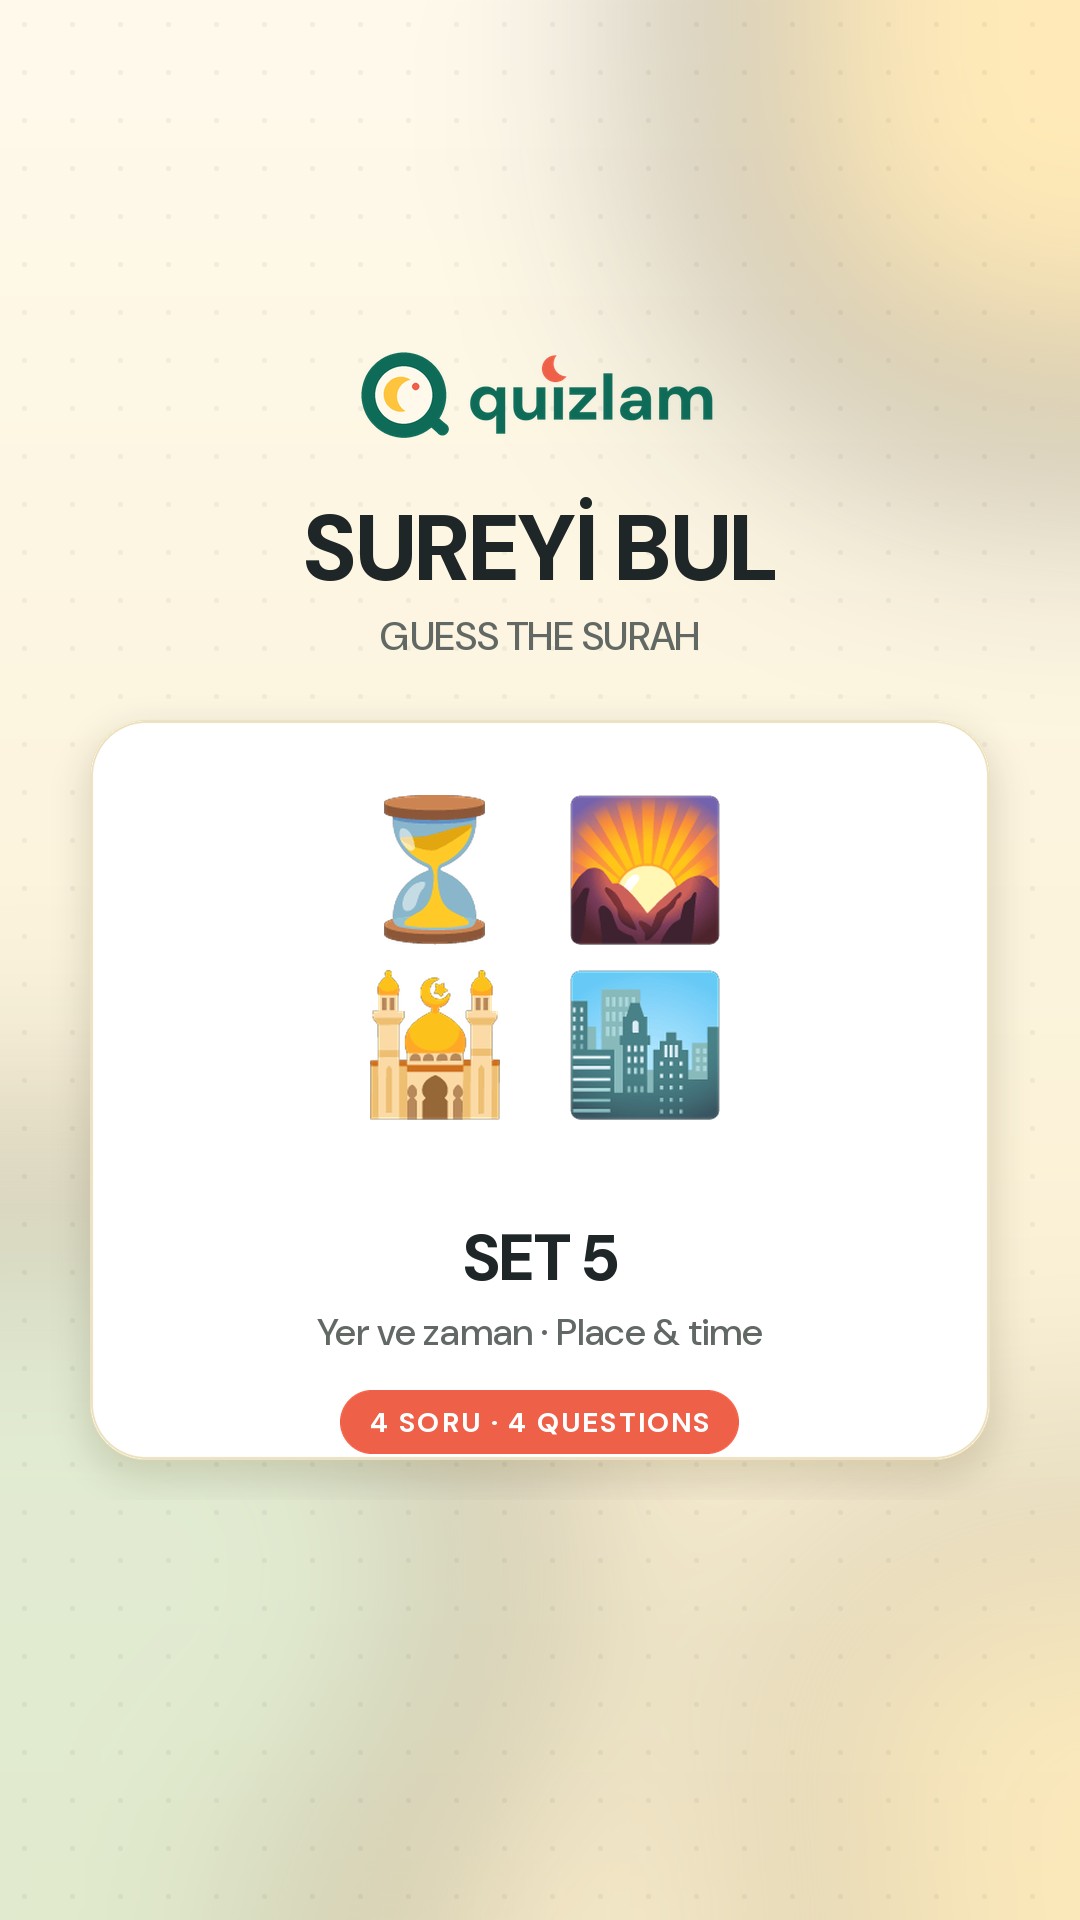 quizlam
SUREYİ BUL
GUESS THE SURAH
SET 5
Yer ve zaman · Place & time
4 SORU · 4 QUESTIONS